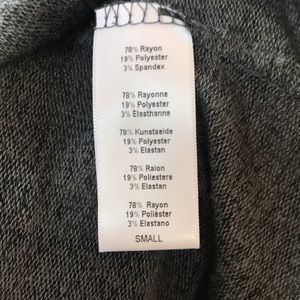 78% Rayon
19% Polyester
3% Spandex
78% Rayonne
19% Polyester
3% Élasthanne
78% Kunstseide
19% Polyester
3% Elastan
78% Raion
19% Poliestere
3% Elastan
78% Rayon
19% Poliéster
3% Elastano
SMALL